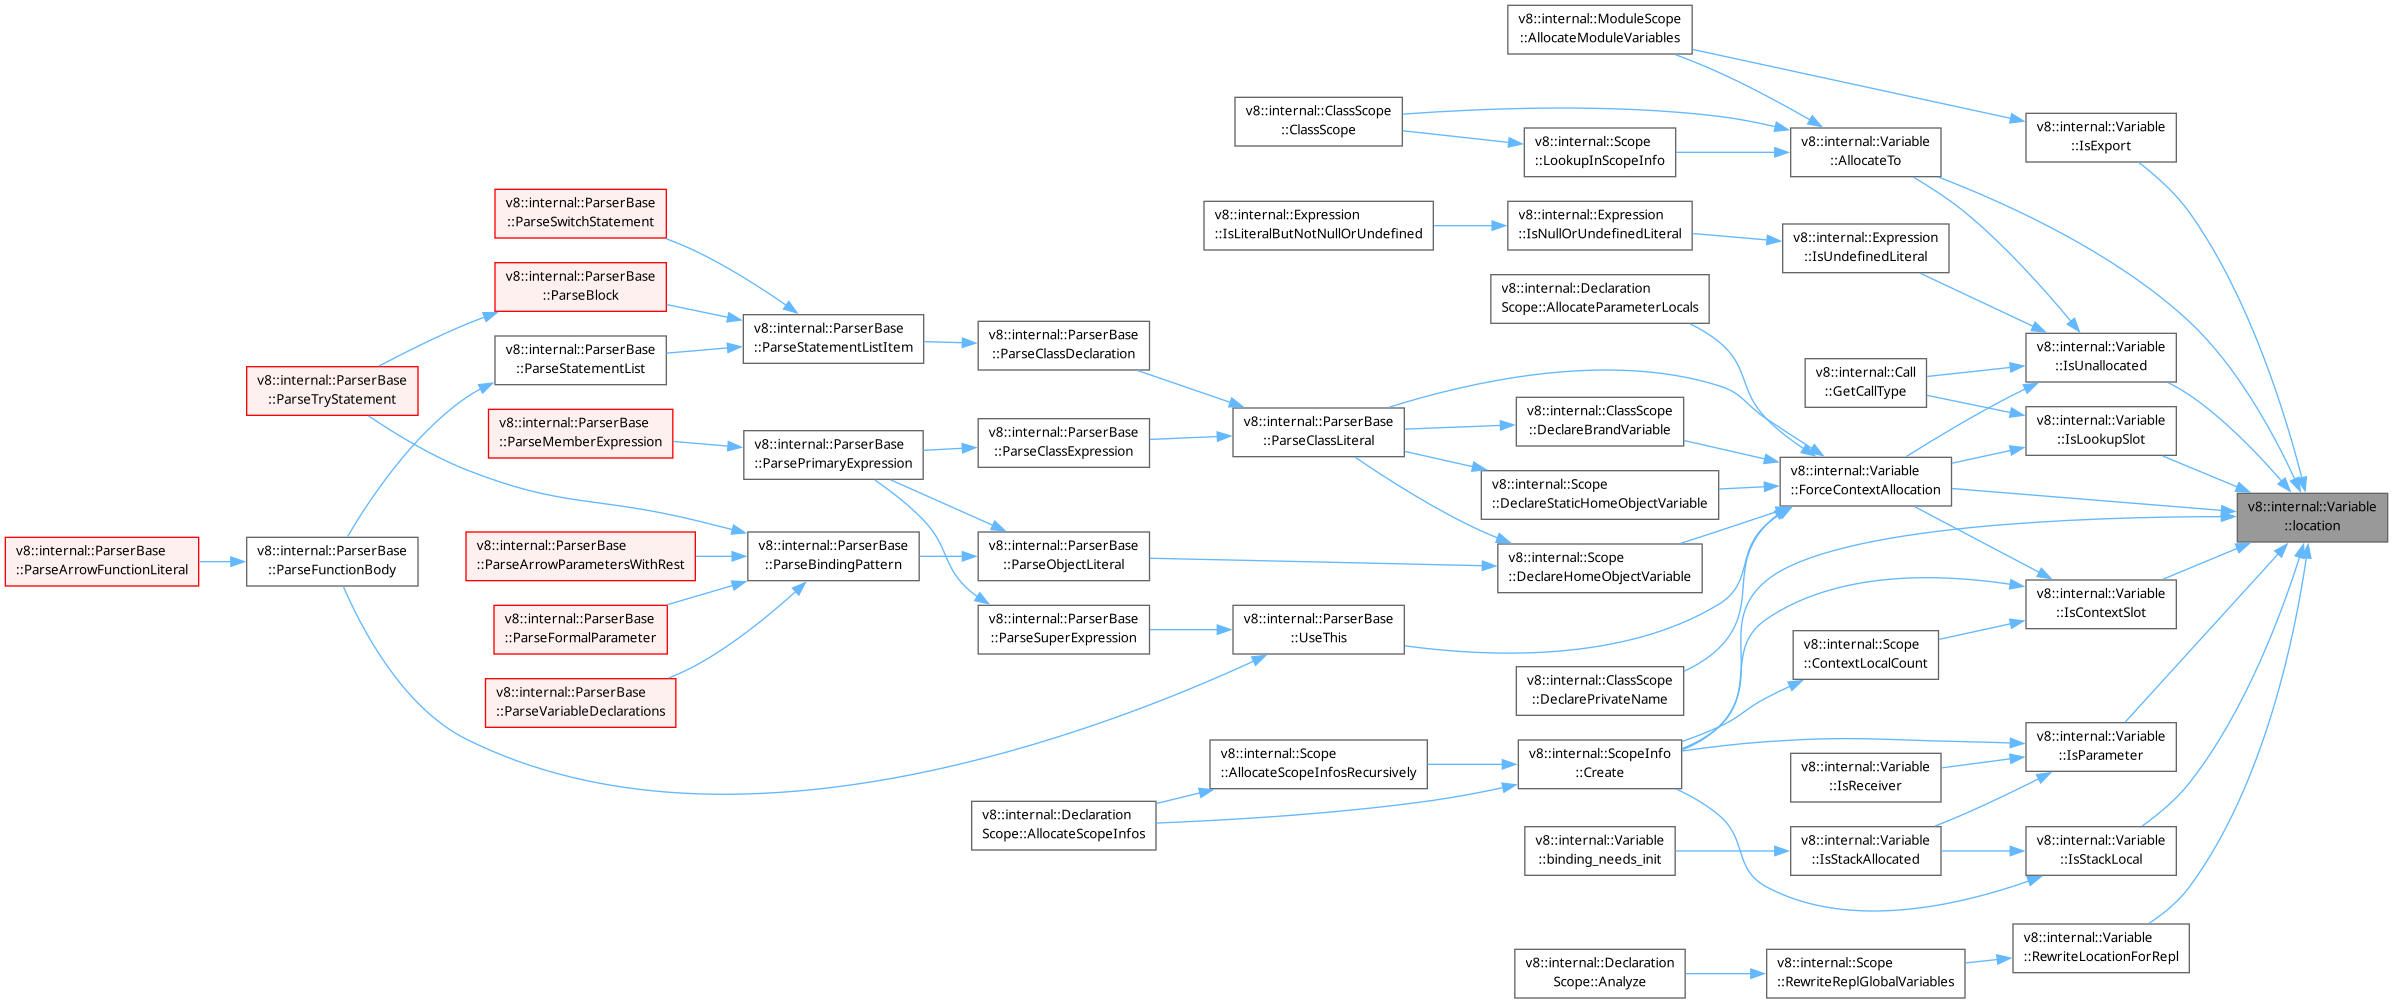 v8::internal::ModuleScope
::AllocateModuleVariables
v8::internal::ClassScope
::ClassScope
v8::internal::Variable
::IsExport
v8::internal::Scope
::LookupInScopeInfo
v8::internal::Variable
::AllocateTo
v8::internal::ParserBase
::ParseSwitchStatement
v8::internal::Expression
::IsLiteralButNotNullOrUndefined
v8::internal::Expression
::IsNullOrUndefinedLiteral
v8::internal::Expression
::IsUndefinedLiteral
v8::internal::ParserBase
::ParseBlock
v8::internal::Declaration
Scope::AllocateParameterLocals
v8::internal::ParserBase
::ParseStatementListItem
v8::internal::ParserBase
::ParseClassDeclaration
v8::internal::ParserBase
::ParseStatementList
v8::internal::Variable
::IsUnallocated
v8::internal::ParserBase
::ParseTryStatement
v8::internal::Call
::GetCallType
v8::internal::ParserBase
::ParseMemberExpression
v8::internal::ParserBase
::ParsePrimaryExpression
v8::internal::ParserBase
::ParseClassExpression
v8::internal::ParserBase
::ParseClassLiteral
v8::internal::ClassScope
::DeclareBrandVariable
v8::internal::Variable
::IsLookupSlot
v8::internal::Scope
::DeclareStaticHomeObjectVariable
v8::internal::Variable
::ForceContextAllocation
v8::internal::Variable
::location
v8::internal::ParserBase
::ParseArrowFunctionLiteral
v8::internal::ParserBase
::ParseFunctionBody
v8::internal::ParserBase
::ParseArrowParametersWithRest
v8::internal::ParserBase
::ParseBindingPattern
v8::internal::ParserBase
::ParseObjectLiteral
v8::internal::Scope
::DeclareHomeObjectVariable
v8::internal::ParserBase
::ParseFormalParameter
v8::internal::ParserBase
::ParseSuperExpression
v8::internal::ParserBase
::UseThis
v8::internal::Variable
::IsContextSlot
v8::internal::Scope
::ContextLocalCount
v8::internal::ParserBase
::ParseVariableDeclarations
v8::internal::ClassScope
::DeclarePrivateName
v8::internal::Scope
::AllocateScopeInfosRecursively
v8::internal::ScopeInfo
::Create
v8::internal::Variable
::IsParameter
v8::internal::Variable
::IsReceiver
v8::internal::Declaration
Scope::AllocateScopeInfos
v8::internal::Variable
::binding_needs_init
v8::internal::Variable
::IsStackAllocated
v8::internal::Variable
::IsStackLocal
v8::internal::Variable
::RewriteLocationForRepl
v8::internal::Declaration
Scope::Analyze
v8::internal::Scope
::RewriteReplGlobalVariables